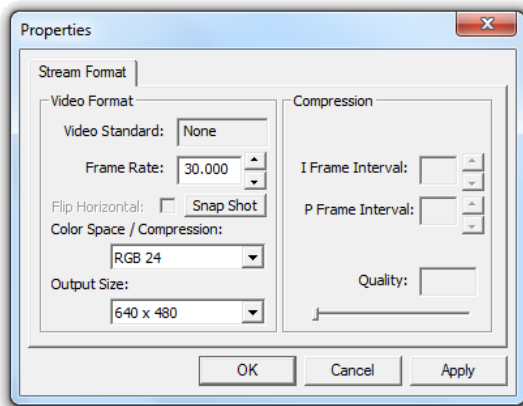 Properties
Stream Format
Video Format
Video Standard: None
Frame Rate: 30.000
Flip Horizontal: Snap Shot
Color Space / Compression:
RGB 24
Output Size:
640 x 480
Compression
I Frame Interval:
P Frame Interval:
Quality:
OK Cancel Apply